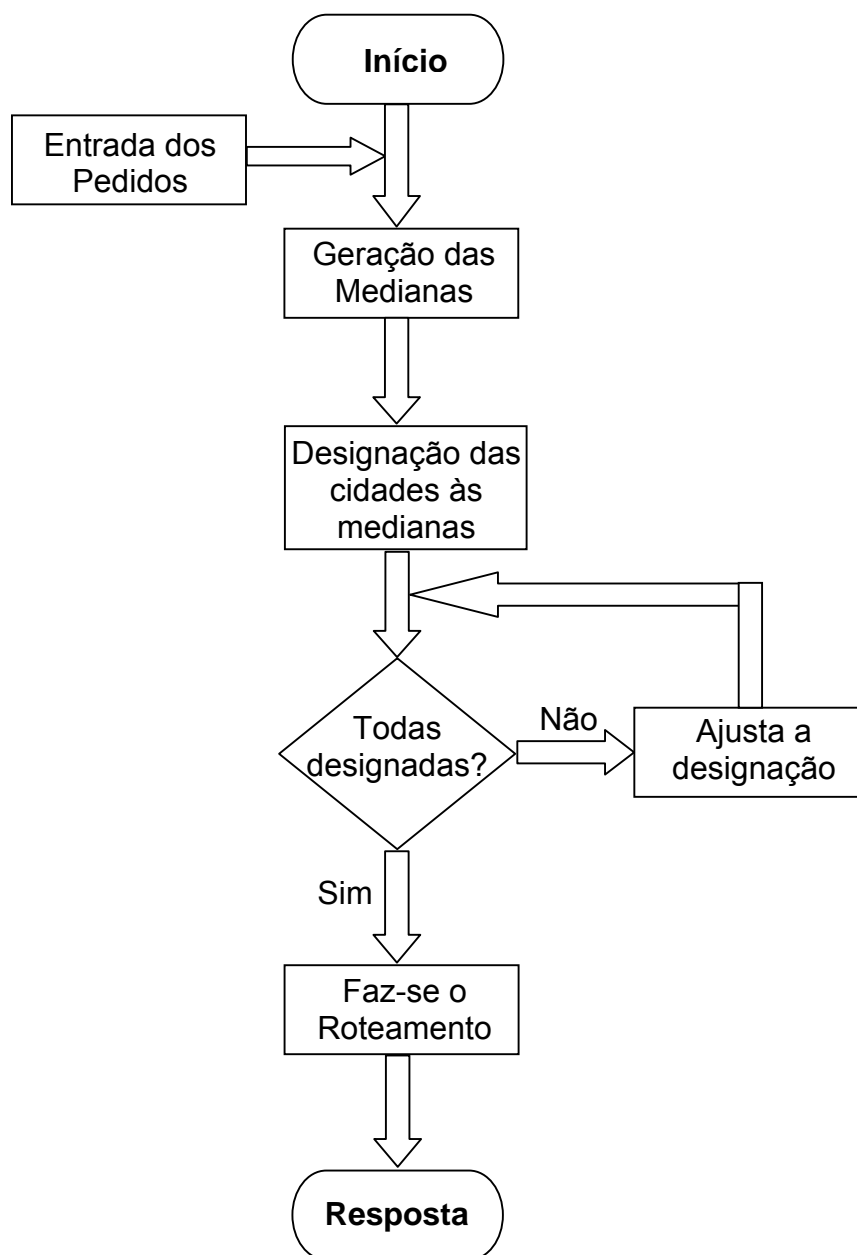 Início
Entrada dos
Pedidos
Geração das
Medianas
Designação das
cidades às
medianas
Todas
designadas?
Não
Ajusta a
designação
Sim
Faz-se o
Roteamento
Resposta